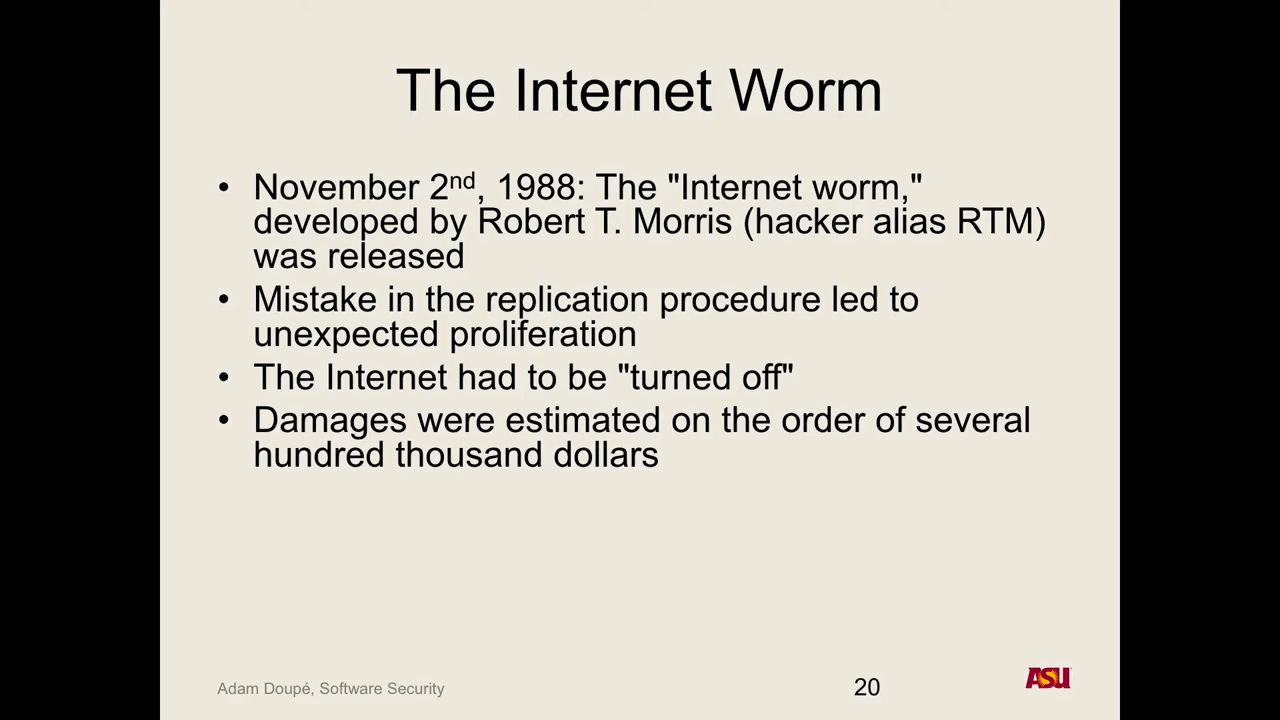 The Internet Worm
• November 2nd, 1988: The "Internet worm,"
developed by Robert T. Morris (hacker alias RTM)
was released
• Mistake in the replication procedure led to
unexpected proliferation
• The Internet had to be "turned off"
• Damages were estimated on the order of several
hundred thousand dollars
Adam Doupé, Software Security
20
ASU